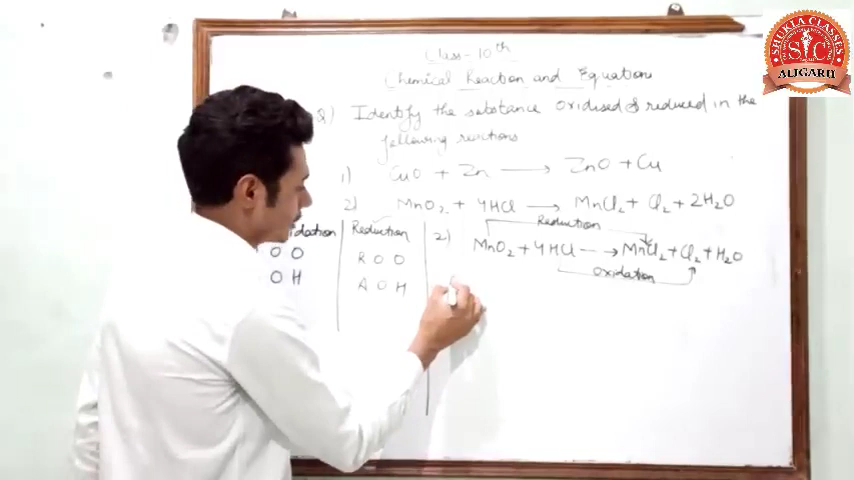 SHUKLA CLASSES
SIC
ALIGARH
Class - 10th
Chemical Reaction and Equation
Q) Identify the substance oxidised & reduced in the
following reactions
1) CuO + Zn → ZnO + Cu
2) MnO2 + 4HCl → MnCl2 + Cl2 + 2H2O
Reduction
O O
O H
Reduction
R O O
A O H
2)
Reduction
MnO2 + 4HCl → MnCl2 + Cl2 + H2O
Oxidation